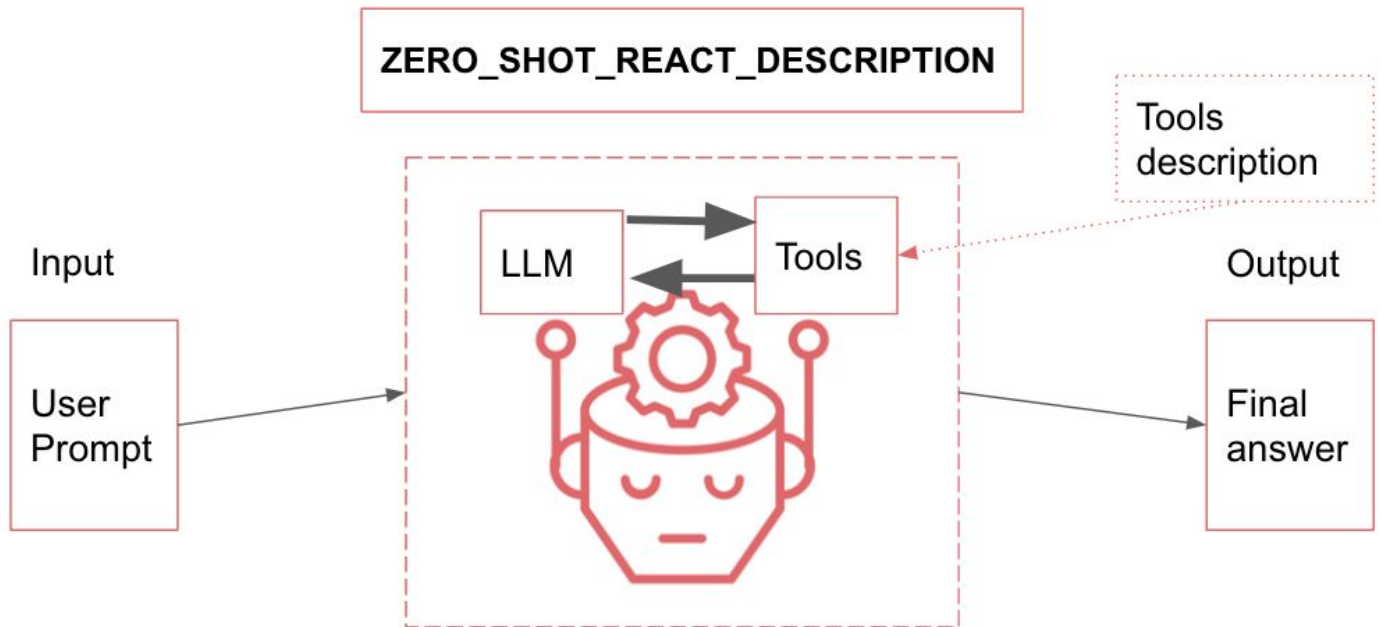 ZERO_SHOT_REACT_DESCRIPTION
Tools
description
LLM
Tools
Input
Output
User
Prompt
Final
answer